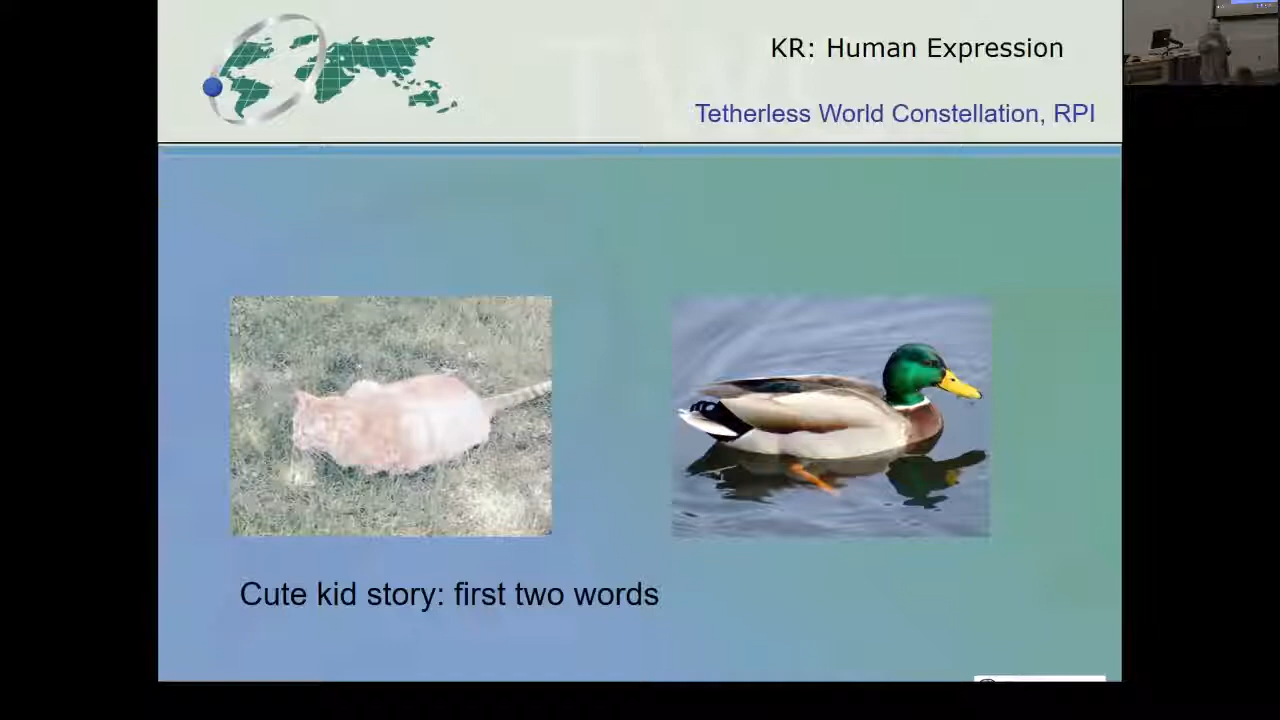 KR: Human Expression
Tetherless World Constellation, RPI
Cute kid story: first two words